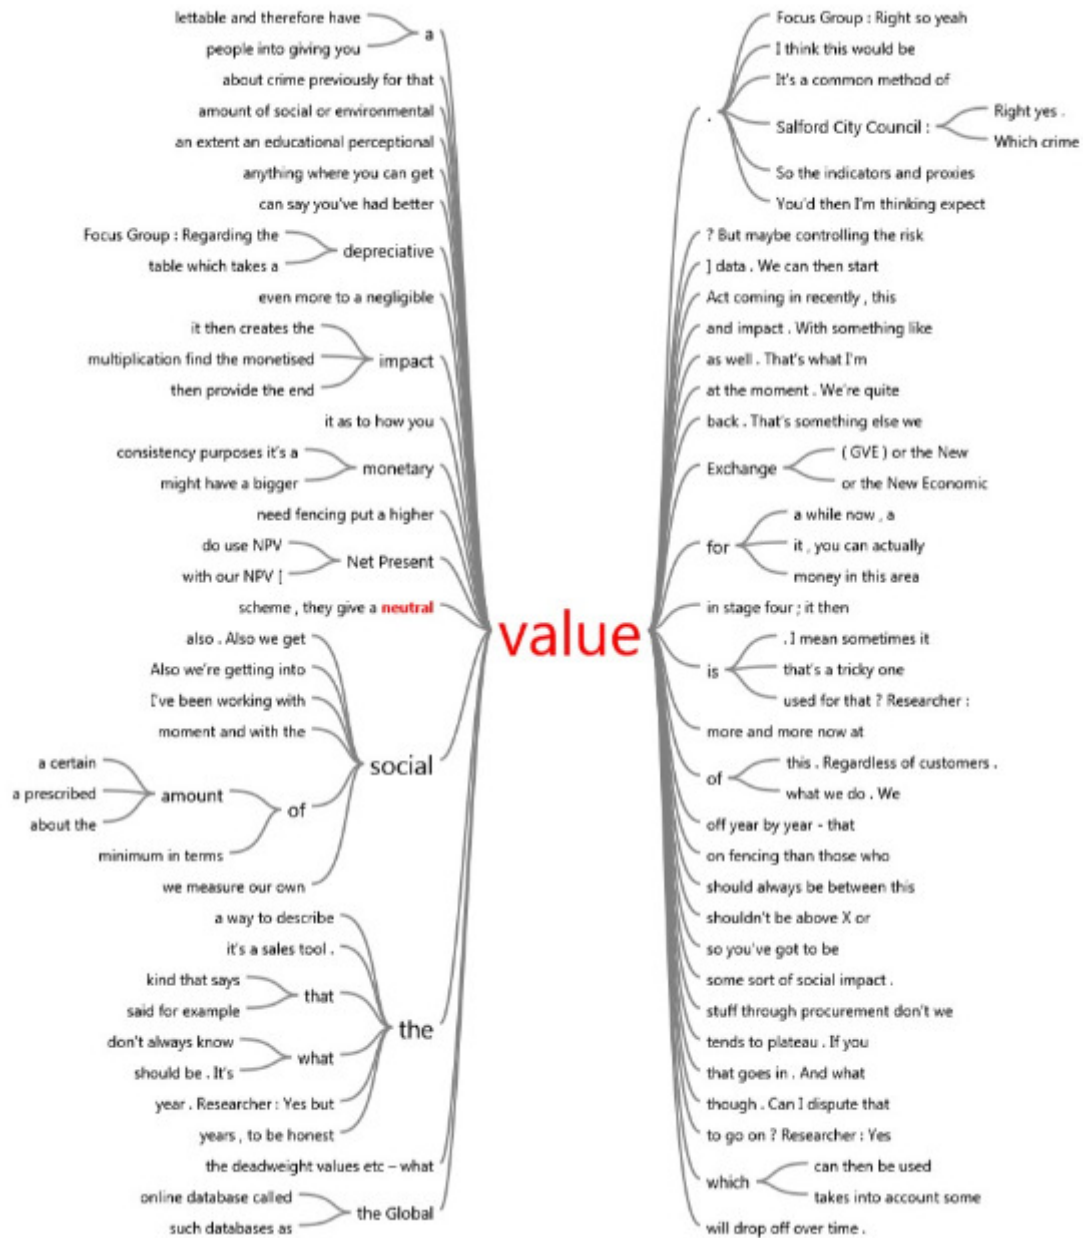 lettable and therefore have
people into giving you
a
about crime previously for that
amount of social or environmental
an extent an educational perceptional
anything where you can get
can say you've had better
Focus Group : Regarding the
table which takes a
depreciative
even more to a negligible
it then creates the
multiplication find the monetised
then provide the end
impact
it as to how you
consistency purposes it's a
might have a bigger
monetary
need fencing put a higher
do use NPV
with our NPV [
Net Present
scheme , they give a neutral
also . Also we get
Also we're getting into
I've been working with
moment and with the
a certain
a prescribed
about the
amount
minimum in terms
of
we measure our own
social
a way to describe
it's a sales tool .
kind that says
said for example
that
don't always know
should be . It's
what
year . Researcher : Yes but
years , to be honest
the
the deadweight values etc – what
online database called
such databases as
the Global
value
.
Focus Group : Right so yeah
I think this would be
It's a common method of
Salford City Council :
Right yes .
Which crime
So the indicators and proxies
You'd then I'm thinking expect
? But maybe controlling the risk
] data . We can then start
Act coming in recently , this
and impact . With something like
as well . That's what I'm
at the moment . We're quite
back . That's something else we
Exchange
( GVE ) or the New
or the New Economic
for
a while now , a
it , you can actually
money in this area
in stage four ; it then
is
. I mean sometimes it
that's a tricky one
used for that ? Researcher :
more and more now at
of
this . Regardless of customers .
what we do . We
off year by year - that
on fencing than those who
should always be between this
shouldn't be above X or
so you've got to be
some sort of social impact .
stuff through procurement don't we
tends to plateau . If you
that goes in . And what
though . Can I dispute that
to go on ? Researcher : Yes
which
can then be used
takes into account some
will drop off over time .